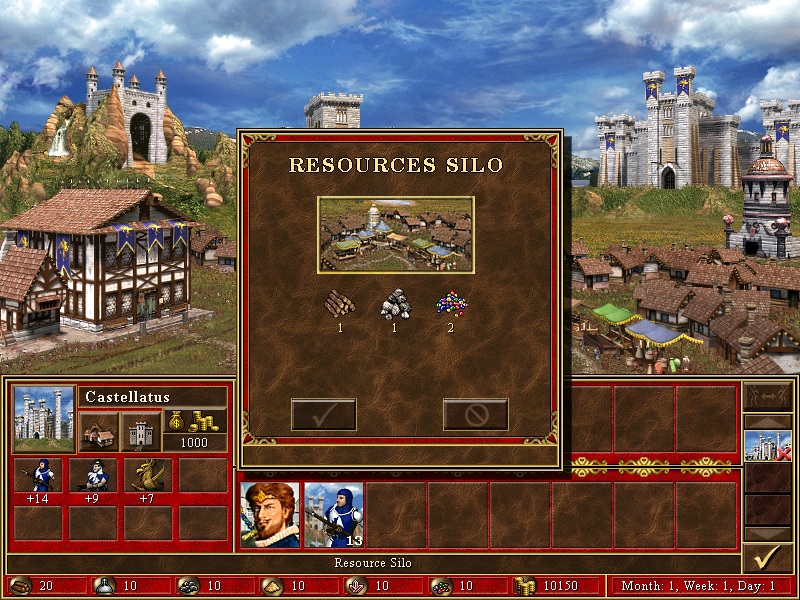 RESOURCES SILO
1 1 2
Castellatus
1000
+14 +9 +7
13
Resource Silo
20 10 10 10 10 10 10150 Month: 1, Week: 1, Day: 1